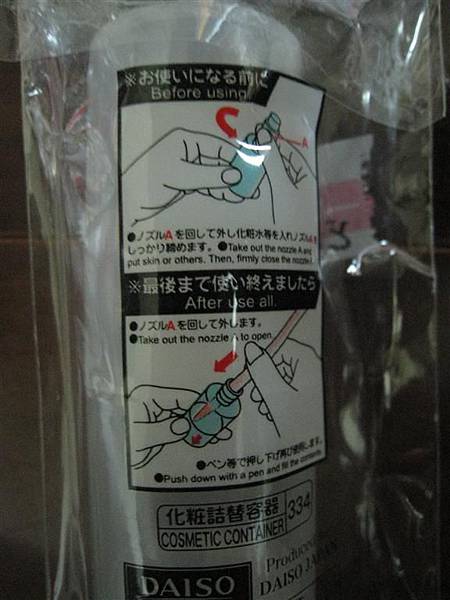 ※お使いになる前に
Before using
A
●ノズルAを回して外し化粧水等を入れノズルAを
しっかり締めます。 ●Take out the nozzle A and
put skin or others. Then, firmly close the nozzle
※最後まで使い終えましたら
After use all.
●ノズルAを回して外します。
●Take out the nozzle A to open.
●ペン等で押し下げ再び使用します。
●Push down with a pen and fill the contents.
化粧詰替容器
COSMETIC CONTAINER
334
DAISO
Produce
DAISO JAPAN